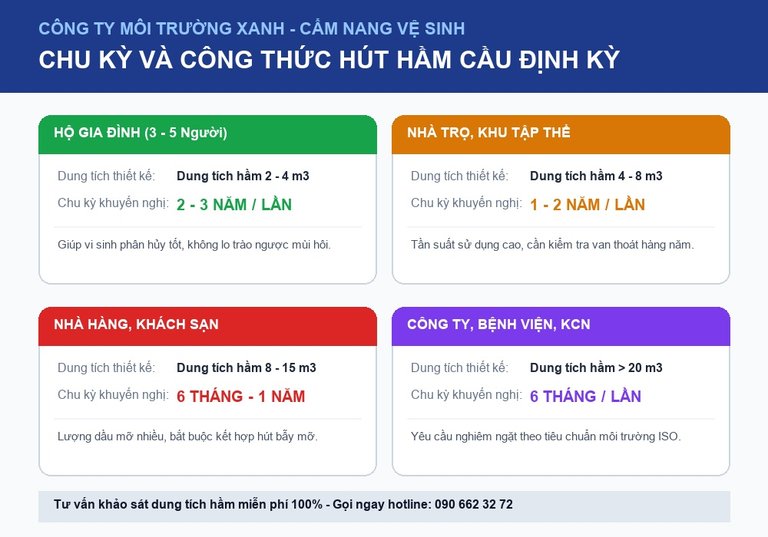 CÔNG TY MÔI TRƯỜNG XANH - CẨM NANG VỆ SINH
CHU KỲ VÀ CÔNG THỨC HÚT HẦM CẦU ĐỊNH KỲ
HỘ GIA ĐÌNH (3 - 5 Người)
Dung tích thiết kế: Dung tích hầm 2 - 4 m3
Chu kỳ khuyến nghị: 2 - 3 NĂM / LẦN
Giúp vi sinh phân hủy tốt, không lo trào ngược mùi hôi.
NHÀ TRỌ, KHU TẬP THỂ
Dung tích thiết kế: Dung tích hầm 4 - 8 m3
Chu kỳ khuyến nghị: 1 - 2 NĂM / LẦN
Tần suất sử dụng cao, cần kiểm tra van thoát hàng năm.
NHÀ HÀNG, KHÁCH SẠN
Dung tích thiết kế: Dung tích hầm 8 - 15 m3
Chu kỳ khuyến nghị: 6 THÁNG - 1 NĂM
Lượng dầu mỡ nhiều, bắt buộc kết hợp hút bẫy mỡ.
CÔNG TY, BỆNH VIỆN, KCN
Dung tích thiết kế: Dung tích hầm > 20 m3
Chu kỳ khuyến nghị: 6 THÁNG / LẦN
Yêu cầu nghiêm ngặt theo tiêu chuẩn môi trường ISO.
Tư vấn khảo sát dung tích hầm miễn phí 100% - Gọi ngay hotline: 090 662 32 72